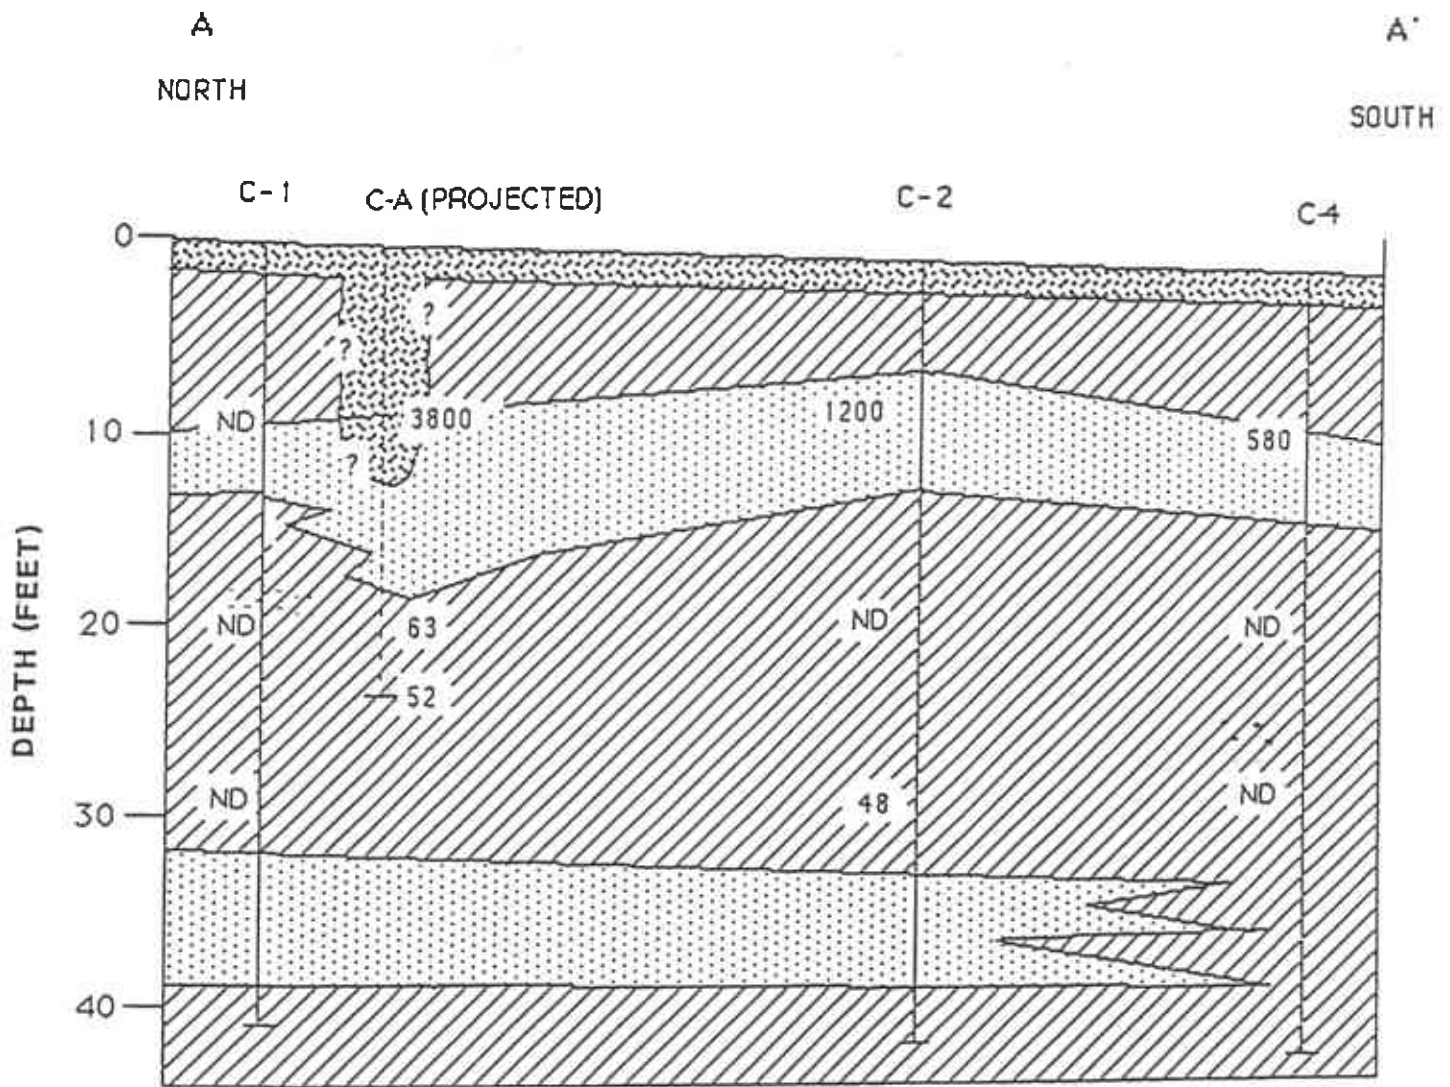 A A'
NORTH
SOUTH
C-1 C-A (PROJECTED) C-2 C-4
0
?
?
ND 3800 1200 580
10
?
DEPTH (FEET)
20 ND 63 ND ND
52
ND 48 ND
30
40